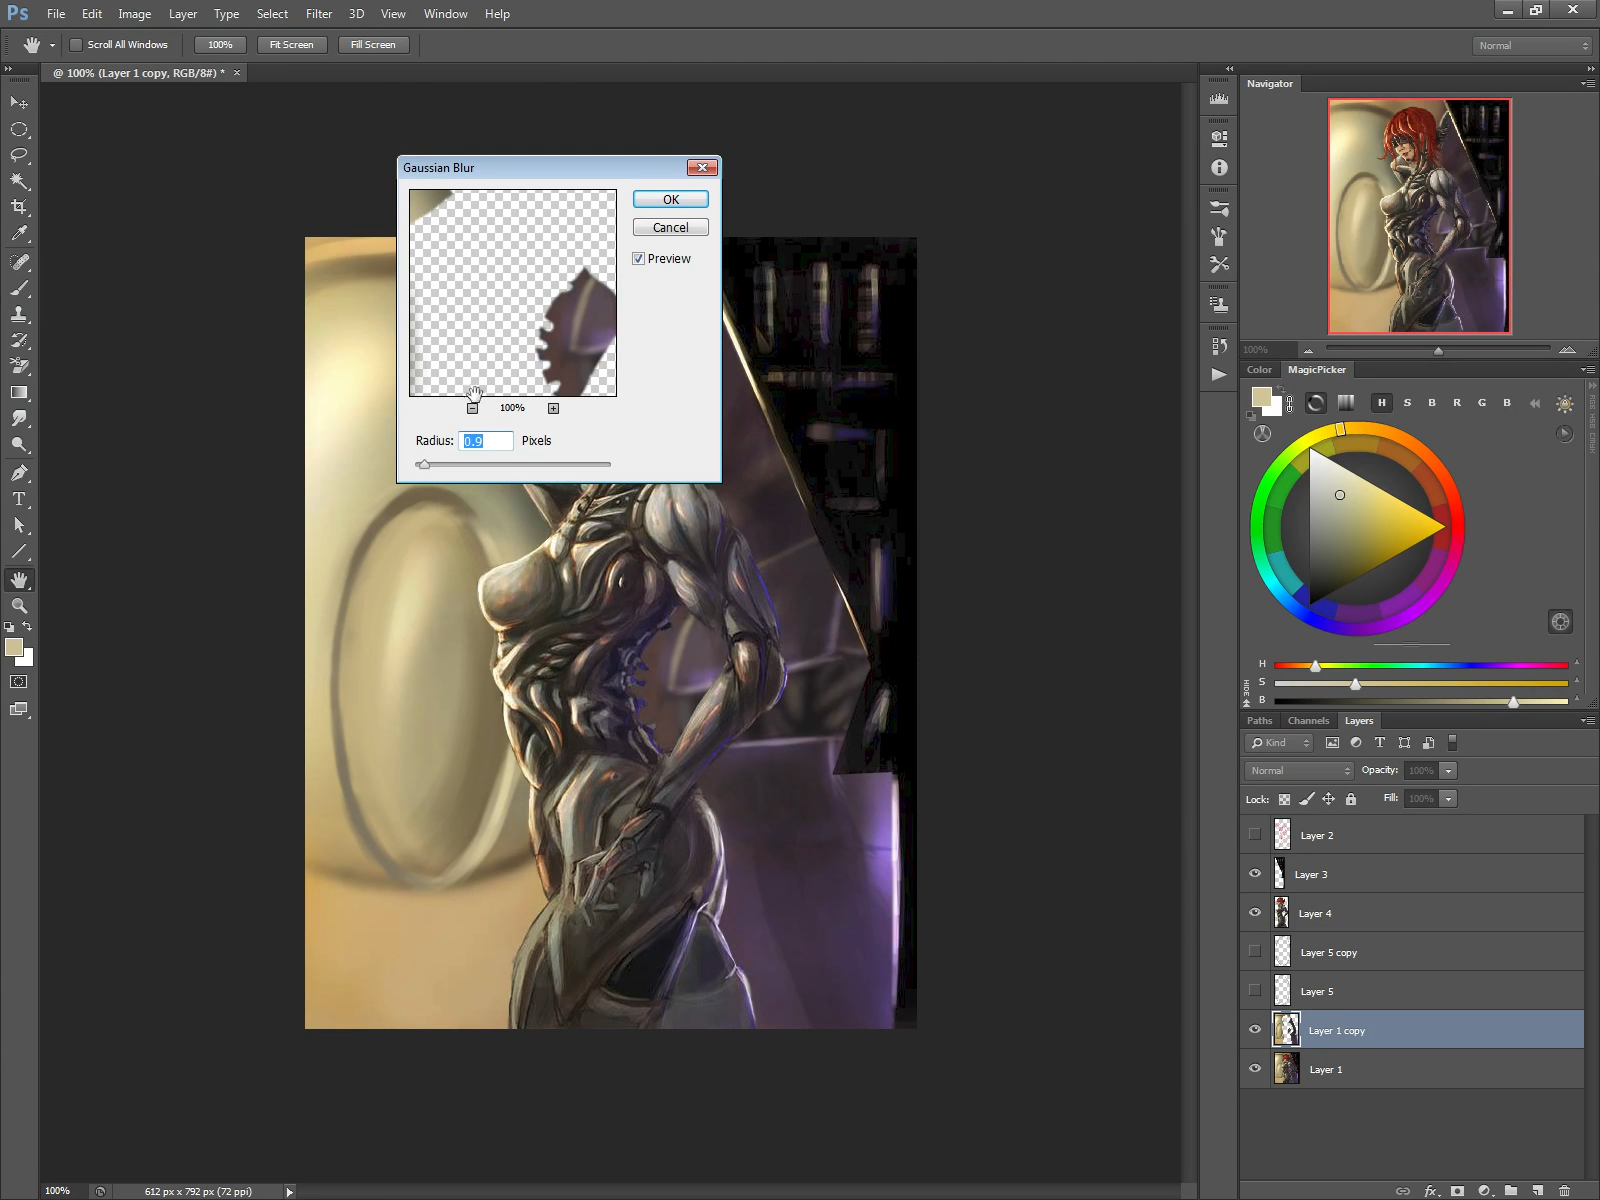 Ps File Edit Image Layer Type Select Filter 3D View Window Help
Scroll All Windows 100% Fit Screen Fill Screen Normal
@ 100% (Layer 1 copy, RGB/8#) * ×
Navigator
Gaussian Blur
OK
Cancel
Preview
100%
Radius: 0.9 Pixels
100%
Color MagicPicker
H S B R G B
H
S
B
HIDE
Paths Channels Layers
Kind
Normal Opacity: 100%
Lock: Fill: 100%
Layer 2
Layer 3
Layer 4
Layer 5 copy
Layer 5
Layer 1 copy
Layer 1
100% 612 px x 792 px (72 ppi)
fx